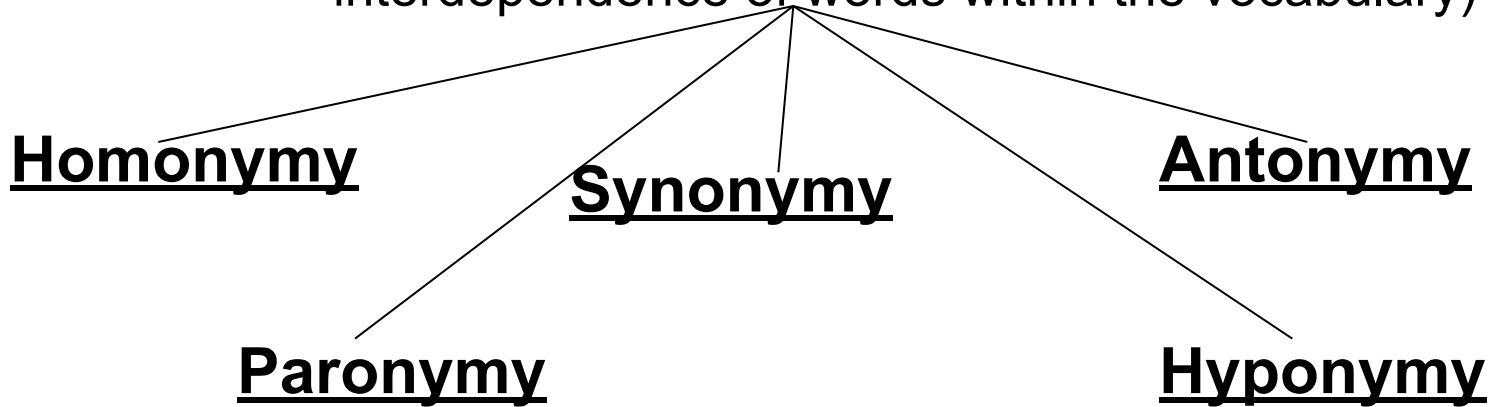 interdependence of words within the vocabulary)
Homonymy
Antonymy
Synonymy
Paronymy
Hyponymy